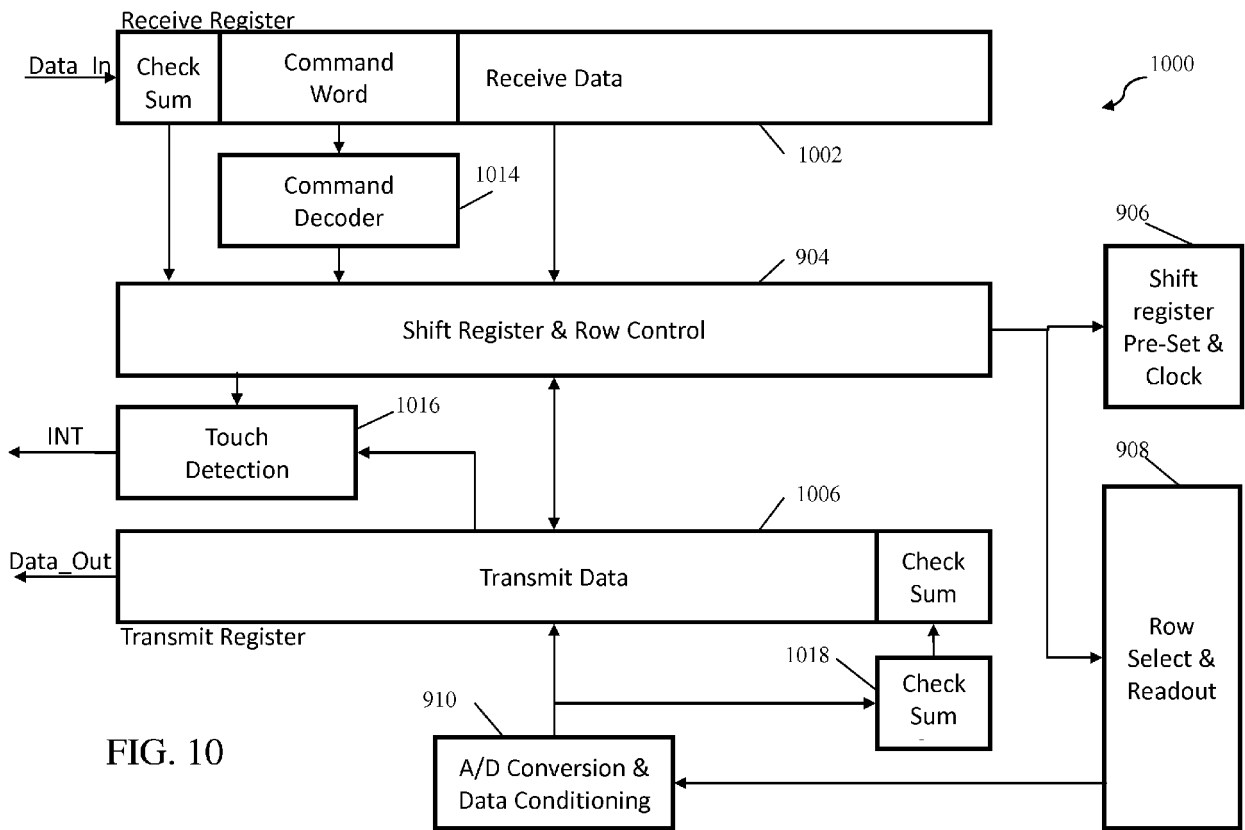 Receive Register
Data_In
Check
Sum
Command
Word
Receive Data
1000
1002
1014
Command
Decoder
904
906
Shift
register
Pre-Set &
Clock
Shift Register & Row Control
1016
INT
Touch
Detection
908
1006
Data_Out
Transmit Data
Check
Sum
Transmit Register
Row
Select &
Readout
1018
Check
Sum
910
FIG. 10
A/D Conversion &
Data Conditioning